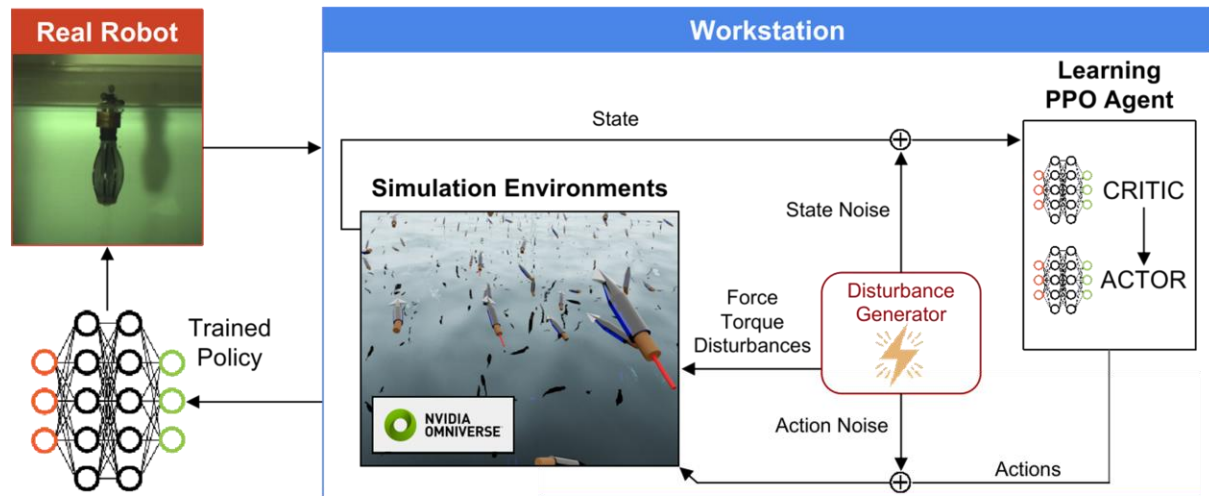 Real Robot
Workstation
Learning
PPO Agent
State
Simulation Environments
CRITIC
State Noise
ACTOR
Disturbance
Generator
Force
Torque
Disturbances
Trained
Policy
NVIDIA
OMNIVERSE
Action Noise
Actions